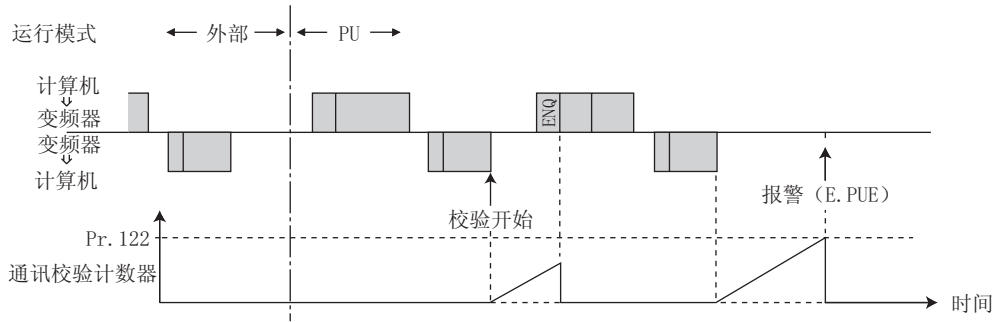 运行模式
外部
PU
计算机
⇓
变频器
变频器
⇓
计算机
ENQ
校验开始
报警（E.PUE）
Pr.122
通讯校验计数器
时间